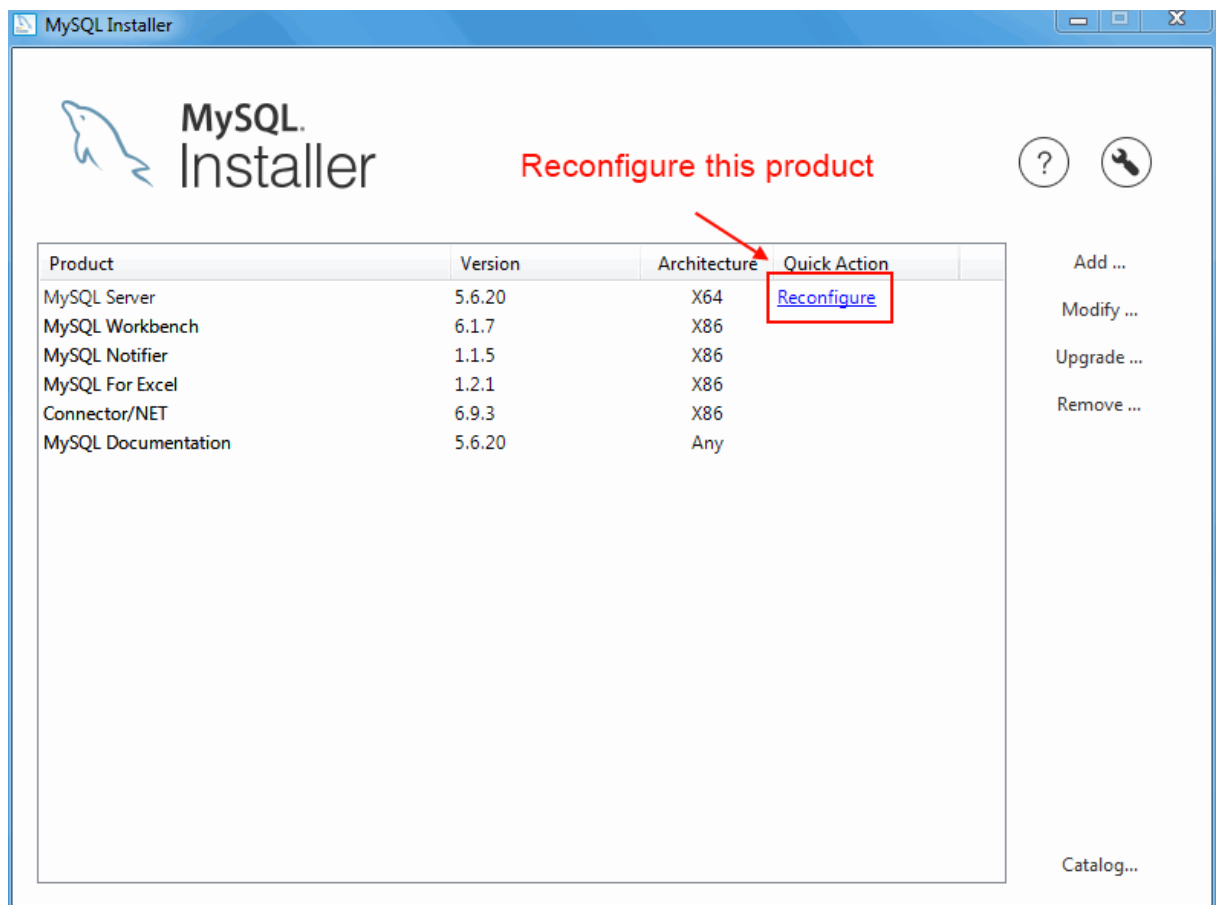 MySQL Installer
MySQL.
Installer
Reconfigure this product
?
Product Version Architecture Quick Action
MySQL Server 5.6.20 X64 Reconfigure
MySQL Workbench 6.1.7 X86
MySQL Notifier 1.1.5 X86
MySQL For Excel 1.2.1 X86
Connector/NET 6.9.3 X86
MySQL Documentation 5.6.20 Any
Add ...
Modify ...
Upgrade ...
Remove ...
Catalog...